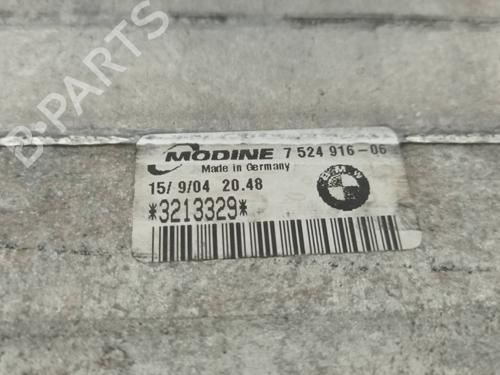 B-PARTS
MODINE 7 524 916-06
Made in Germany
15/ 9/04 20.48
*3213329*
BMW